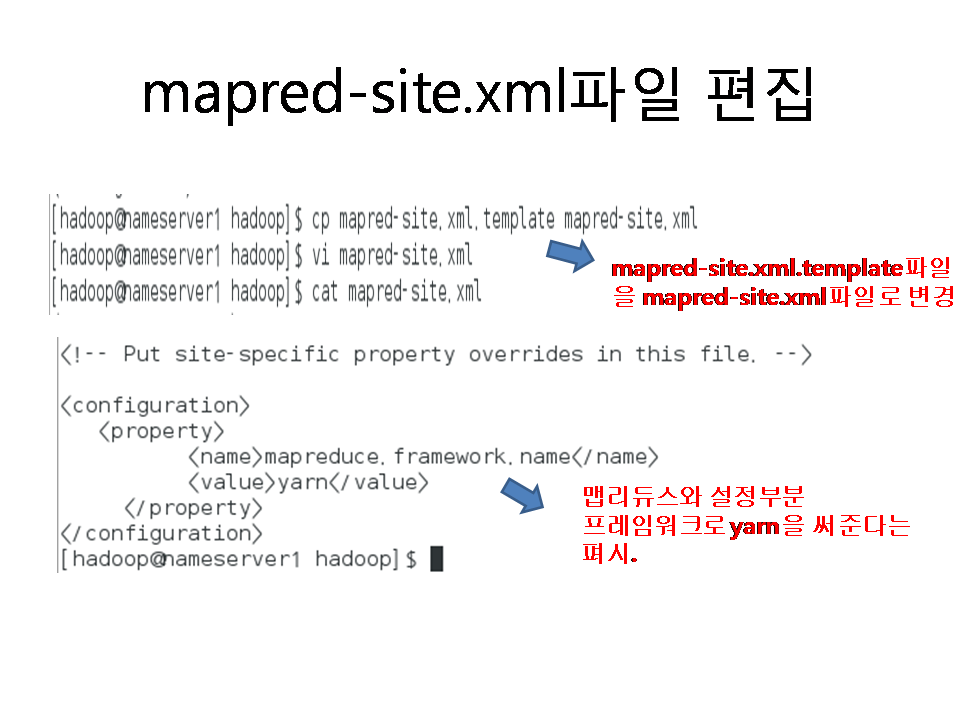 mapred-site.xml파일 편집
[hadoop@nameserver1 hadoop]$ cp mapred-site.xml.template mapred-site.xml
[hadoop@nameserver1 hadoop]$ vi mapred-site.xml
[hadoop@nameserver1 hadoop]$ cat mapred-site.xml
mapred-site.xml.template파일
을 mapred-site.xml파일로 변경
<!-- Put site-specific property overrides in this file. -->
<configuration>
<property>
<name>mapreduce.framework.name</name>
<value>yarn</value>
</property>
</configuration>
[hadoop@nameserver1 hadoop]$
맵리듀스와 설정부분
프레임워크로 yarn을 써준다는
펴시.